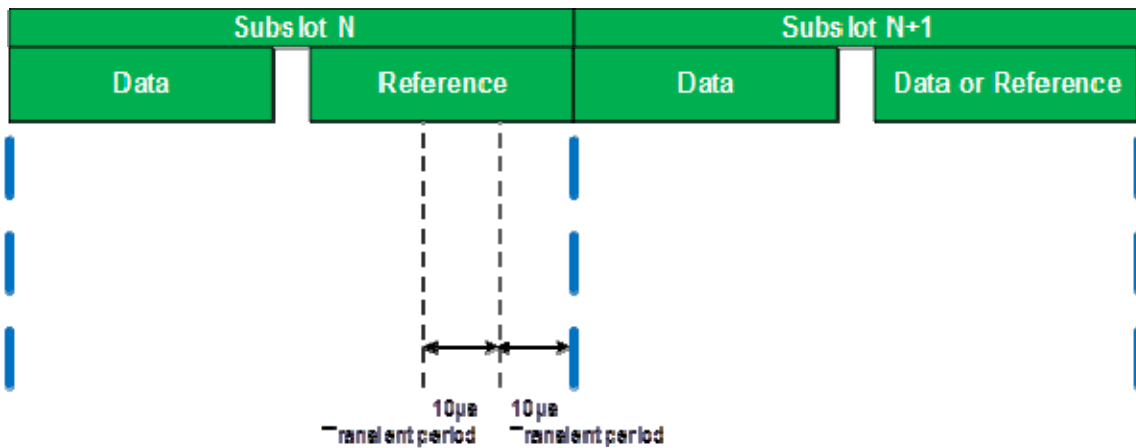 Subslot N
Subslot N+1
Data
Reference
Data
Data or Reference
10µs
10µs
Transient period
Transient period